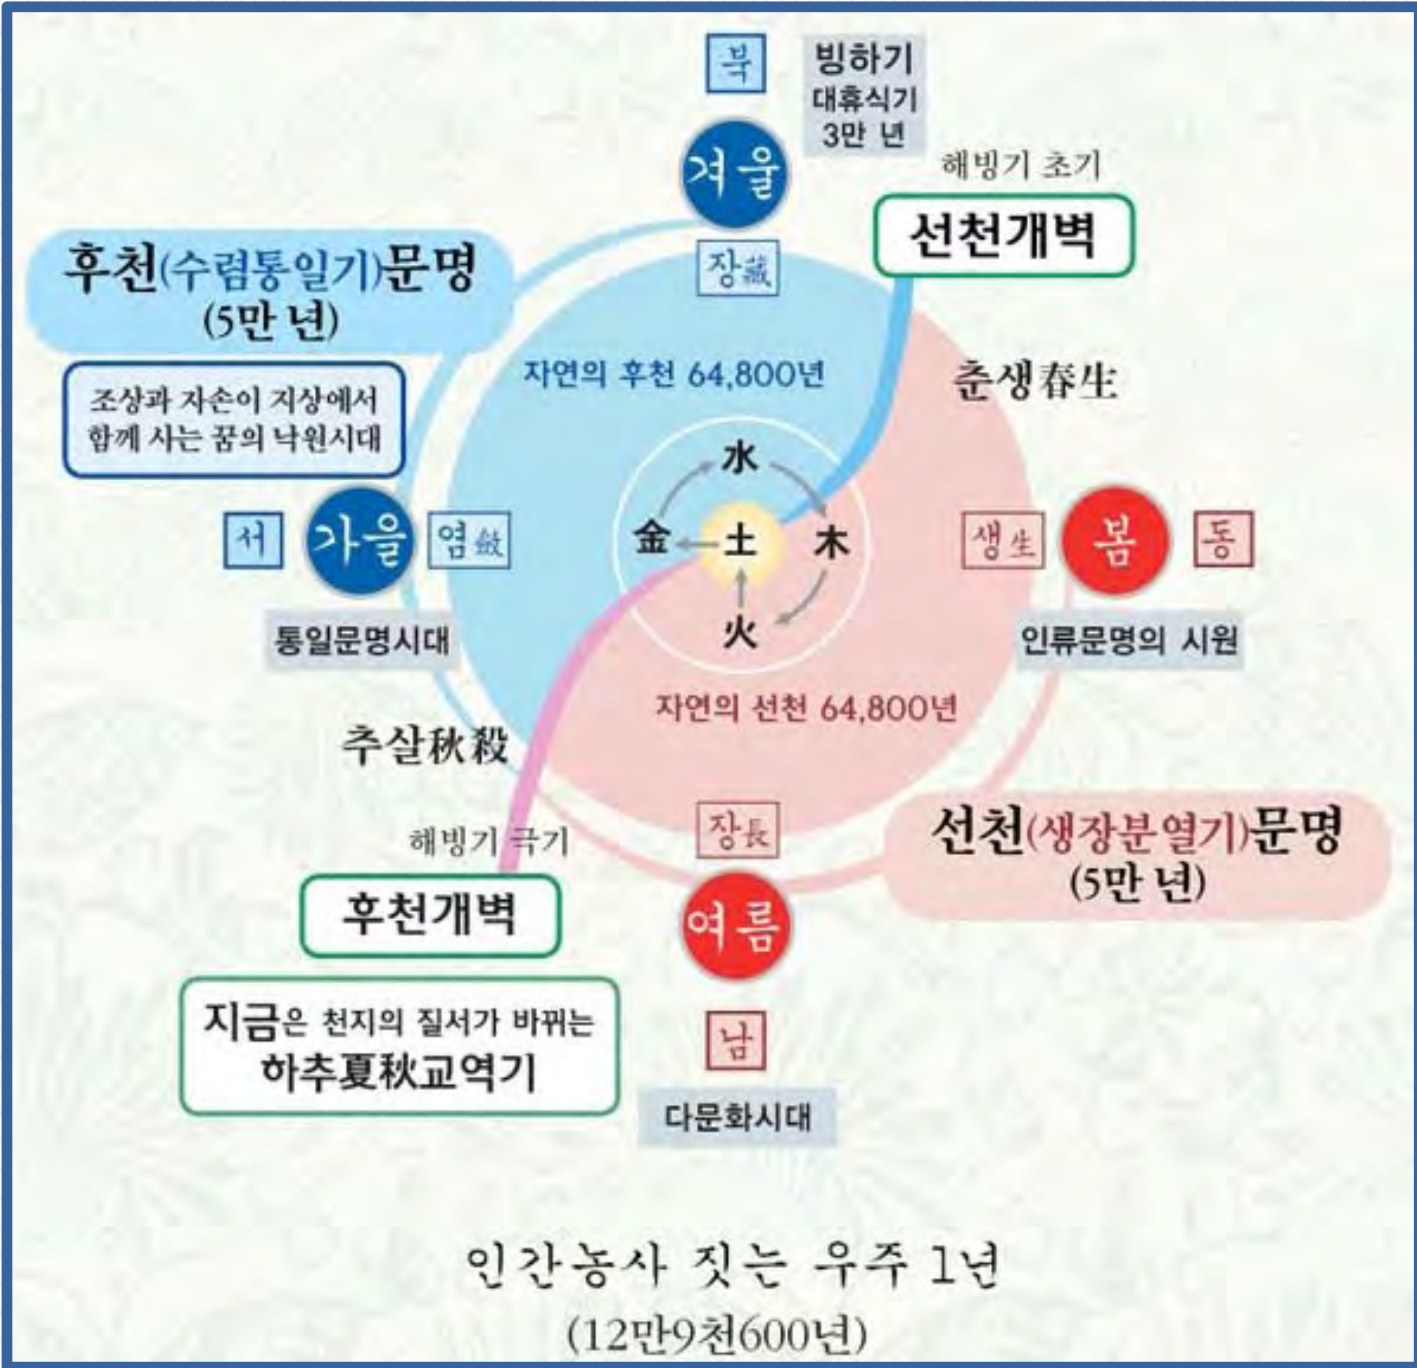 북
빙하기
대휴식기
3만 년
겨울
해빙기 초기
선천개벽
장藏
후천(수렴통일기)문명
(5만 년)
조상과 자손이 지상에서
함께 사는 꿈의 낙원시대
자연의 후천 64,800년
춘생春生
水
金
土
木
火
서
가을
염斂
생生
봄
동
통일문명시대
인류문명의 시원
자연의 선천 64,800년
추살秋殺
장長
선천(생장분열기)문명
(5만 년)
해빙기 극기
후천개벽
여름
지금은 천지의 질서가 바뀌는
하추夏秋교역기
남
다문화시대
인간농사 짓는 우주 1년
(12만9천600년)